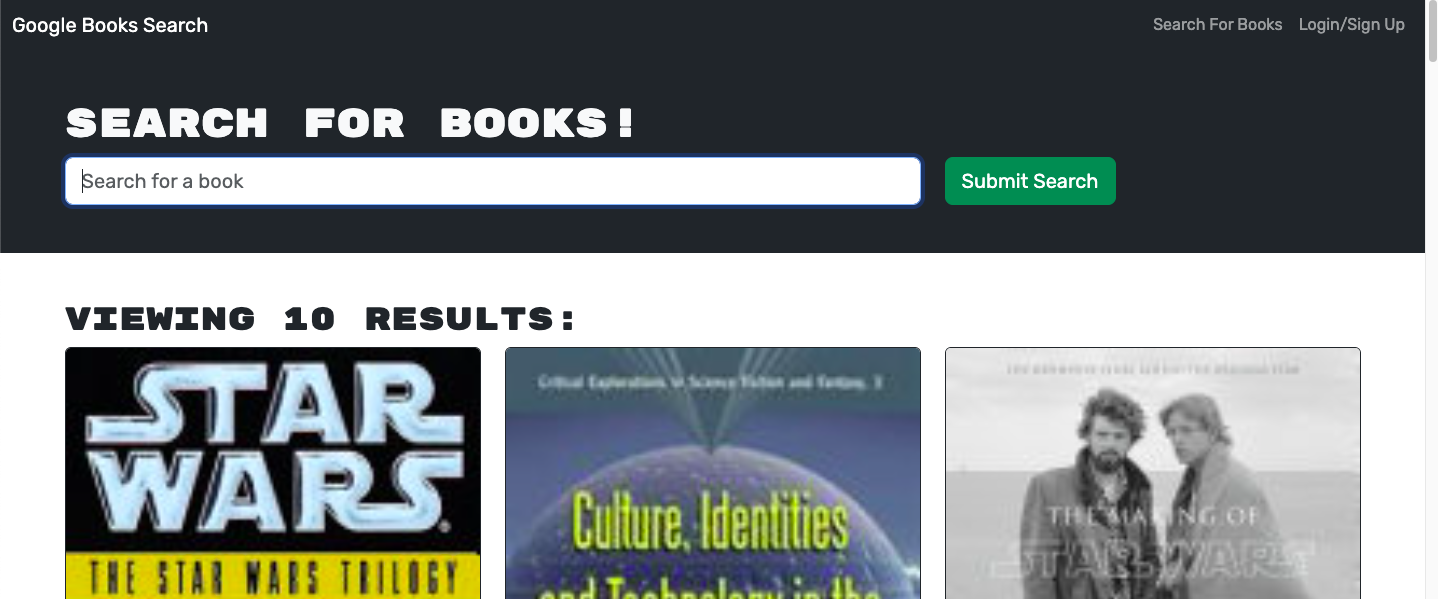 Google Books Search
Search For Books
Login/Sign Up
SEARCH FOR BOOKS!
Search for a book
Submit Search
VIEWING 10 RESULTS:
STAR
WARS
THE STAR WARS TRILOGY
Critical Explorations in Science Fiction and Fantasy, 3
Culture, Identities
and Technology in the
THE MAKING OF
STAR WARS